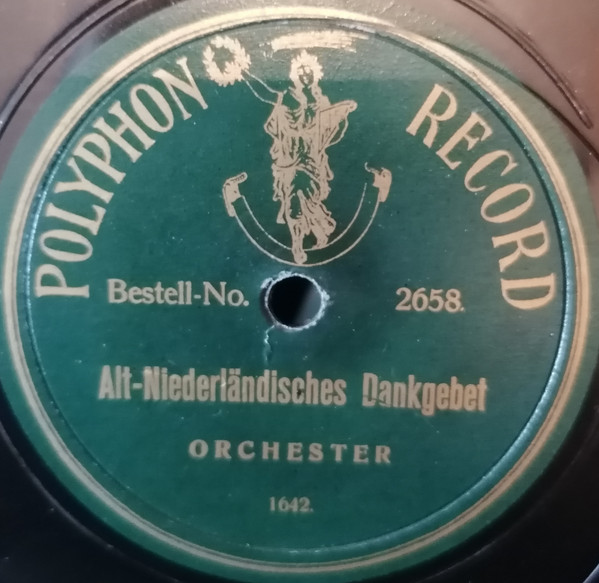 POLYPHON RECORD
Bestell-No. 2658.
Alt-Niederländisches Dankgebet
ORCHESTER
1642.